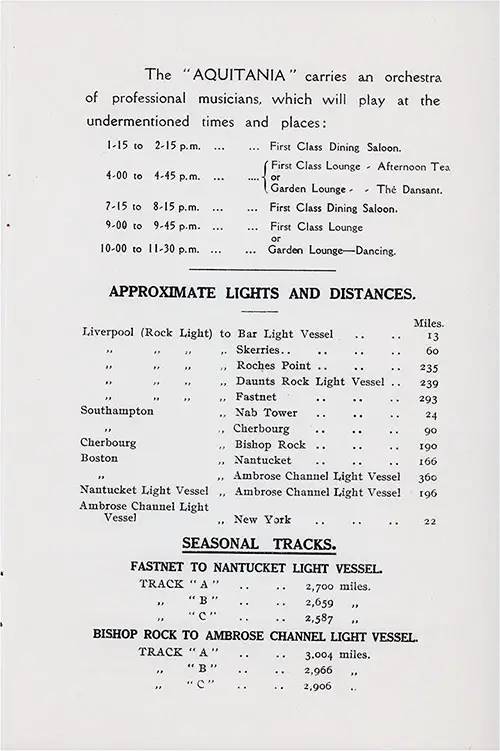 The "AQUITANIA" carries an orchestra
of professional musicians, which will play at the
undermentioned times and places:
1-15 to 2-15 p.m. ... ... First Class Dining Saloon.
4-00 to 4-45 p.m. ... .... { First Class Lounge - Afternoon Tea
or
Garden Lounge - - Thé Dansant.
7-15 to 8-15 p.m. ... ... First Class Dining Saloon.
9-00 to 9-45 p.m. ... ... First Class Lounge
or
10-00 to 11-30 p.m. ... ... Garden Lounge—Dancing.
APPROXIMATE LIGHTS AND DISTANCES.
Miles.
Liverpool (Rock Light) to Bar Light Vessel .. .. 13
,, ,, ,, ,, Skerries.. .. .. .. 60
,, ,, ,, ,, Roches Point .. .. .. 235
,, ,, ,, ,, Daunts Rock Light Vessel .. 239
,, ,, ,, ,, Fastnet .. .. .. 293
Southampton ,, Nab Tower .. .. .. 24
,, ,, Cherbourg .. .. .. 90
Cherbourg ,, Bishop Rock .. .. .. 190
Boston ,, Nantucket .. .. .. 166
,, ,, Ambrose Channel Light Vessel 360
Nantucket Light Vessel ,, Ambrose Channel Light Vessel 196
Ambrose Channel Light
Vessel ,, New York .. .. .. 22
SEASONAL TRACKS.
FASTNET TO NANTUCKET LIGHT VESSEL.
TRACK "A" .. .. 2,700 miles.
,, "B" .. .. 2,659 ,,
,, "C" .. .. 2,587 ,,
BISHOP ROCK TO AMBROSE CHANNEL LIGHT VESSEL.
TRACK "A" .. .. 3,004 miles.
,, "B" .. .. 2,966 ,,
,, "C" .. .. 2,906 ,,